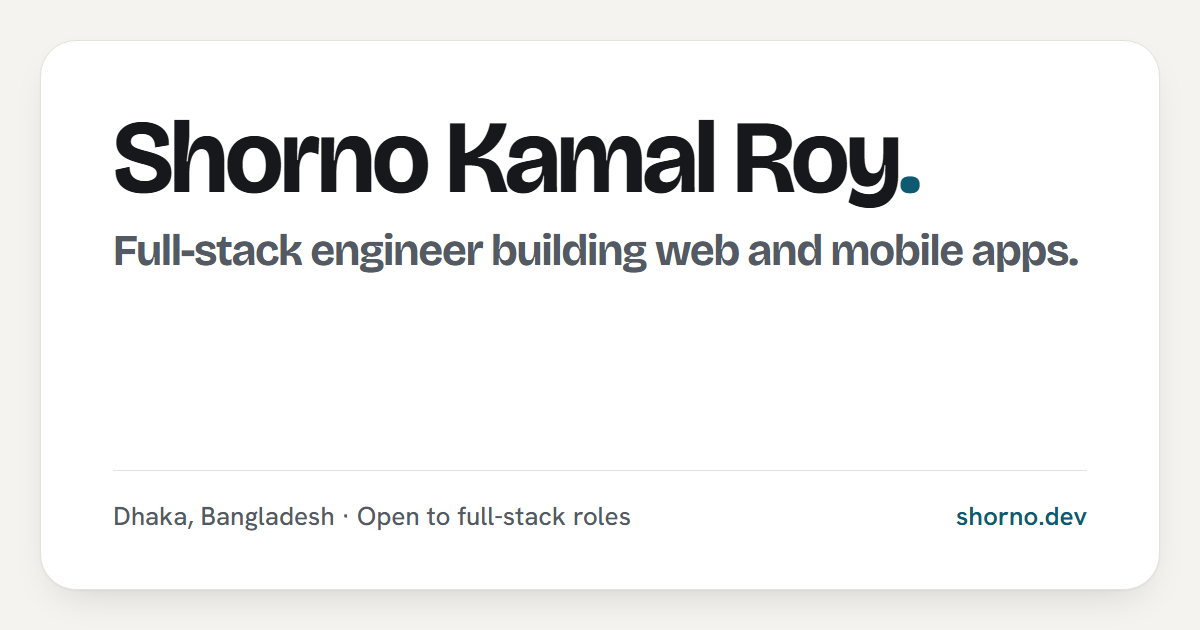 Shorno Kamal Roy.
Full-stack engineer building web and mobile apps.
Dhaka, Bangladesh · Open to full-stack roles
shorno.dev